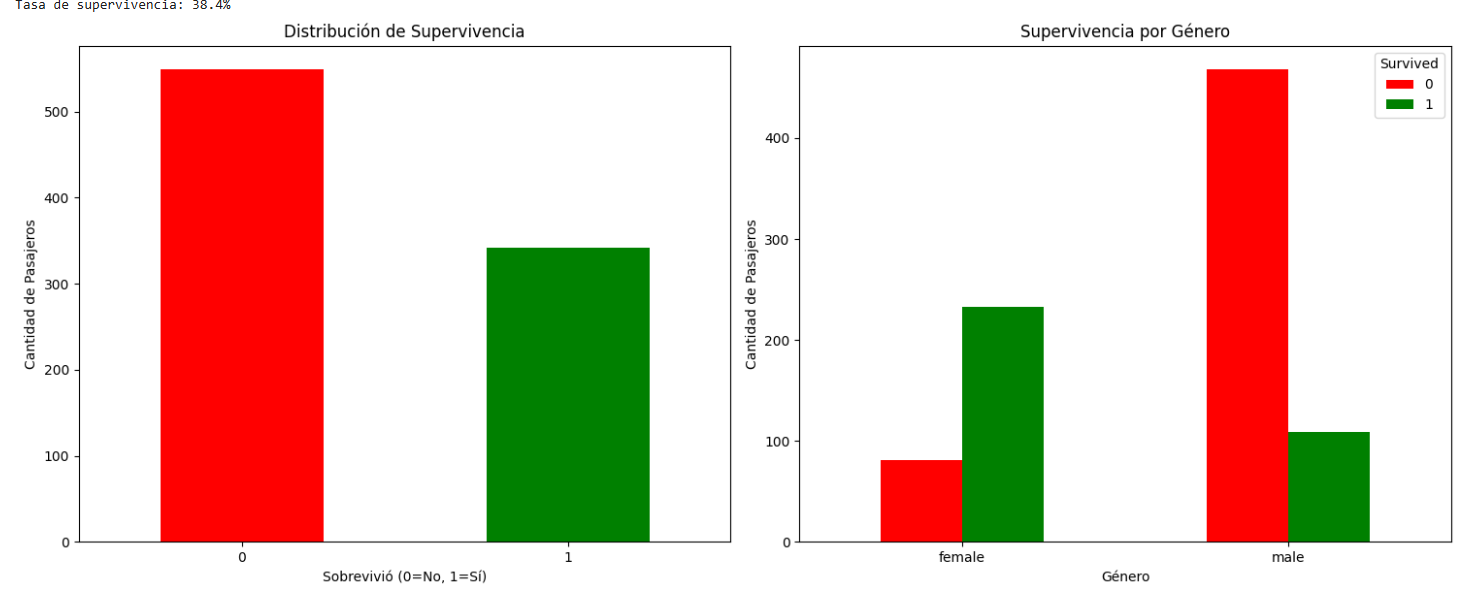 Tasa de supervivencia: 38.4%
Distribución de Supervivencia
Cantidad de Pasajeros
500
400
300
200
100
0
0 1
Sobrevivió (0=No, 1=Sí)
Supervivencia por Género
Survived
0
1
Cantidad de Pasajeros
400
300
200
100
0
female male
Género